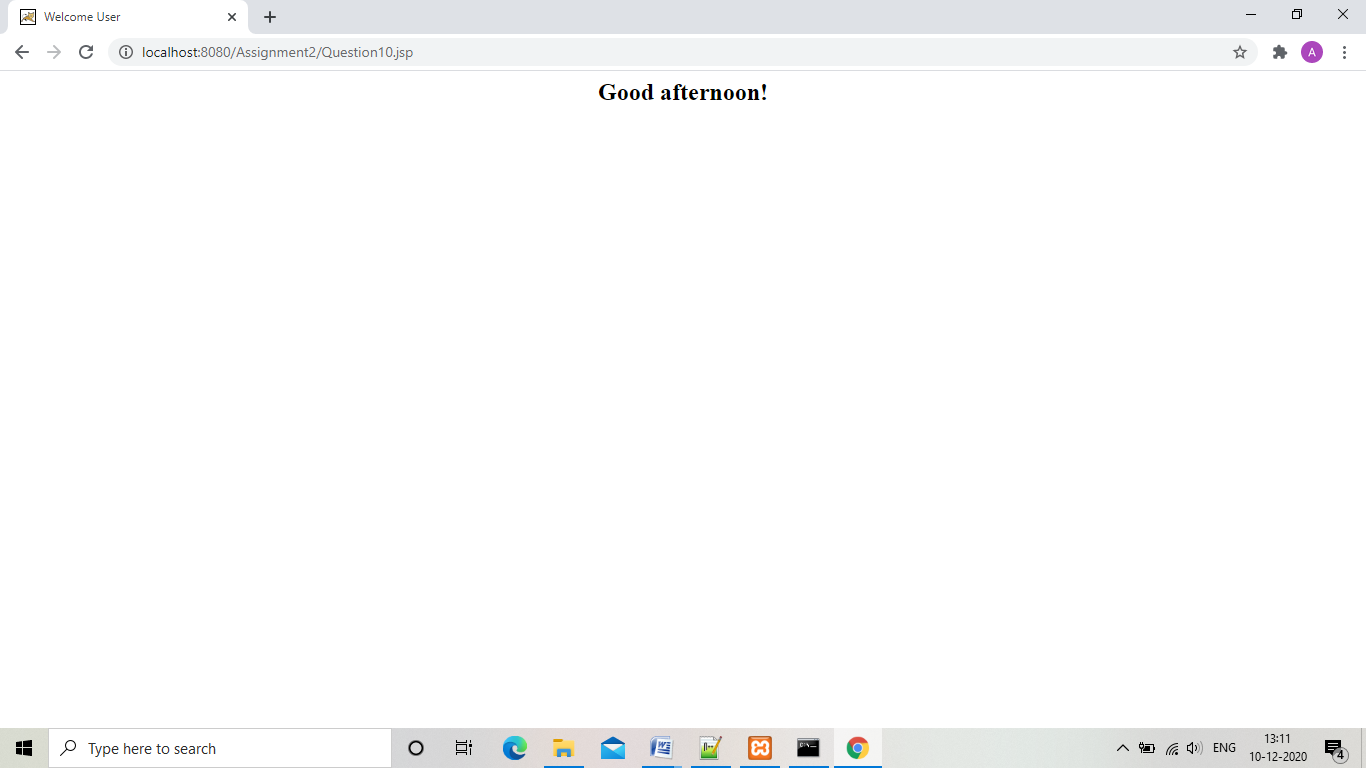 Welcome User
localhost:8080/Assignment2/Question10.jsp
A
Good afternoon!
Type here to search
ENG
13:11
10-12-2020
4